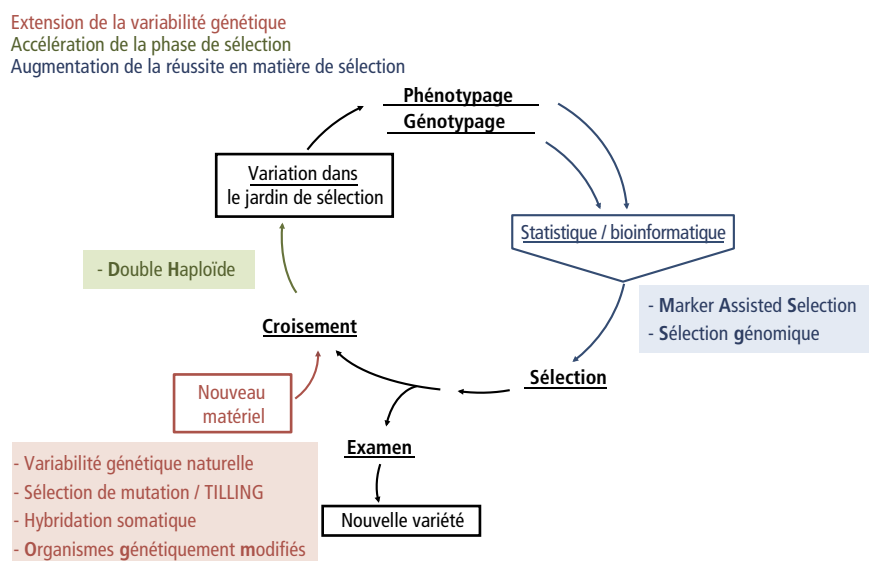 Extension de la variabilité génétique
Accélération de la phase de sélection
Augmentation de la réussite en matière de sélection
Phénotypage
Génotypage
Variation dans
le jardin de sélection
Statistique / bioinformatique
- Double Haploïde
- Marker Assisted Selection
- Sélection génomique
Croisement
Sélection
Nouveau
matériel
Examen
- Variabilité génétique naturelle
- Sélection de mutation / TILLING
- Hybridation somatique
- Organismes génétiquement modifiés
Nouvelle variété